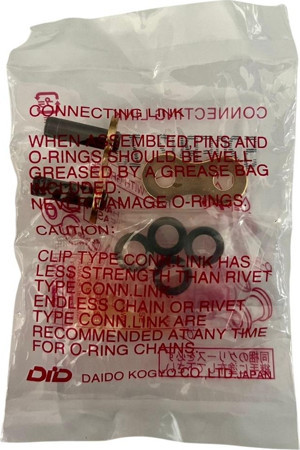 CONNECTING LINK
WHEN ASSEMBLED, PINS AND
O-RINGS SHOULD BE WELL
GREASED BY A GREASE BAG
INCLUDED.
NEVER DAMAGE O-RINGS.
CAUTION:
CLIP TYPE CONN.LINK HAS
LESS STRENGTH THAN RIVET
TYPE CONN.LINK.
ENDLESS CHAIN OR RIVET
TYPE CONN.LINK ARE
RECOMMENDED AT ANY TIME
FOR O-RING CHAINS.
DID DAIDO KOGYO CO., LTD. JAPAN